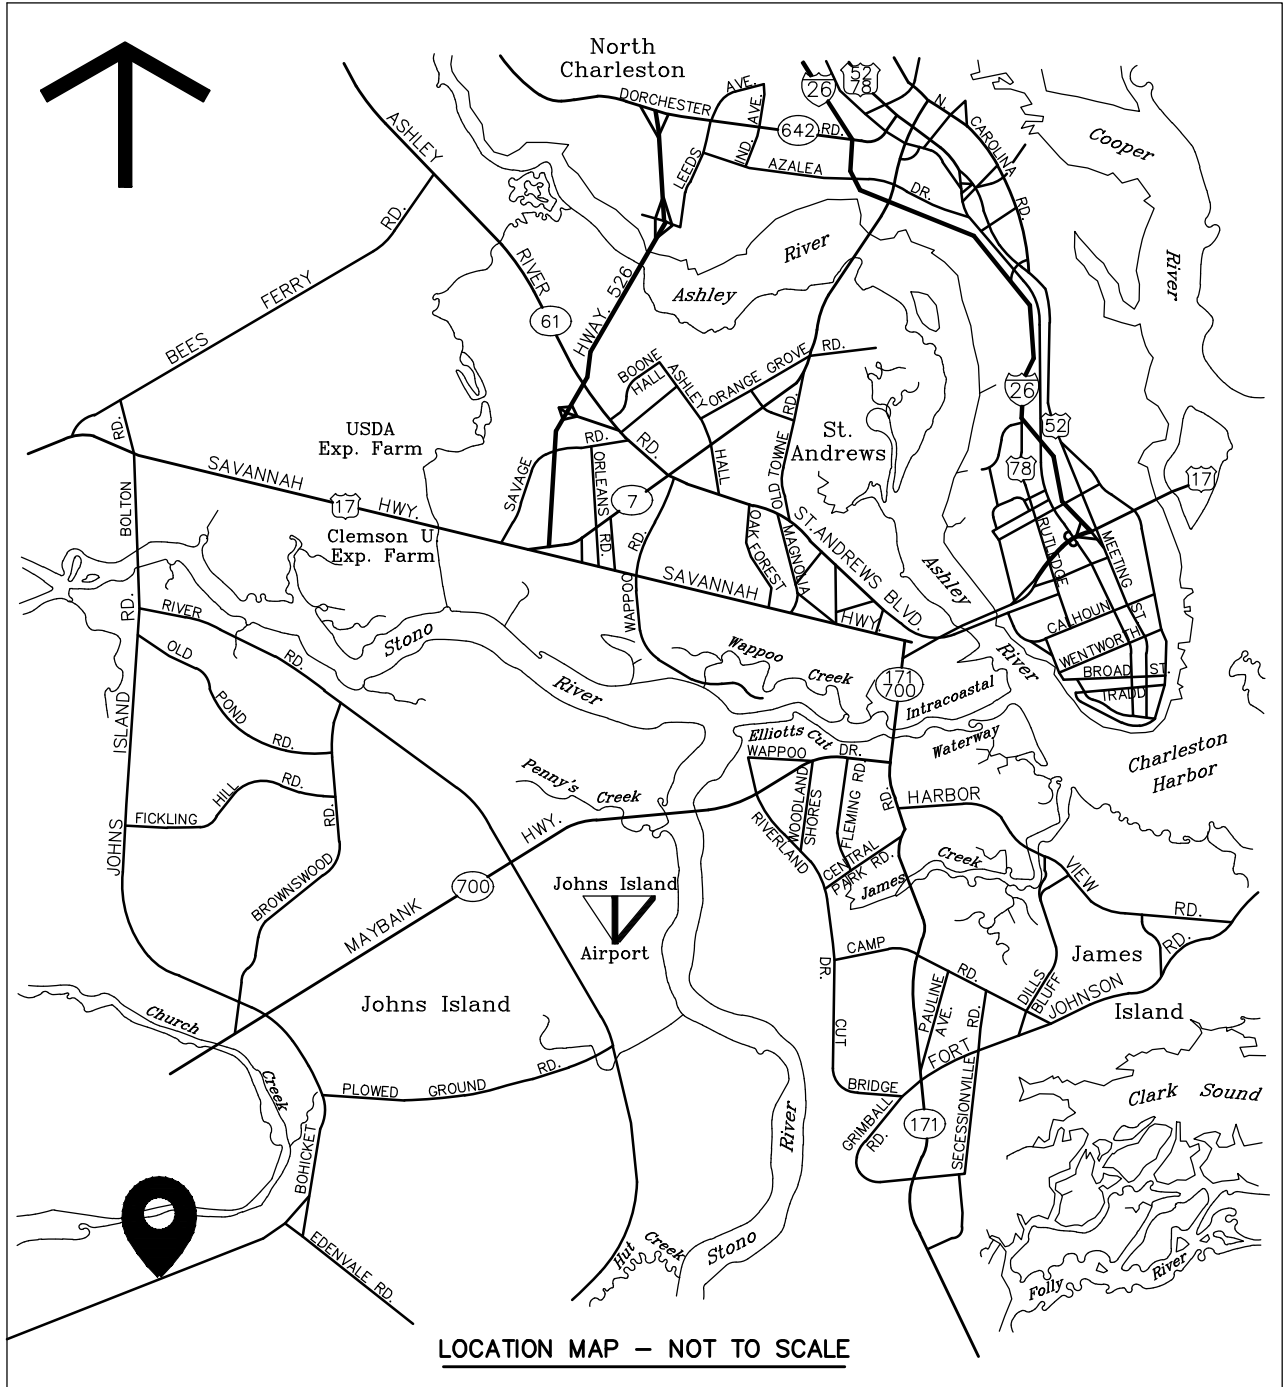 North
Charleston
DORCHESTER
RD.
642
AVE.
IND. AVE.
LEEDS
AZALEA
DR.
26
52
78
N.
CAROLINA
RD.
Cooper
River
ASHLEY
RIVER
RD.
61
HWAY. 526
River
Ashley
BEES
FERRY
RD.
BOONE
HALL
ASHLEY
HALL
ORANGE GROVE
RD.
OLD TOWNE
RD.
St.
Andrews
26
52
78
17
USDA
Exp. Farm
RD.
SAVANNAH
17
HWY.
Clemson U.
Exp. Farm
SAVAGE
RD.
ORLEANS
RD.
7
WAPPOO
RD.
BOLTON
RD.
SAVANNAH
HWY.
OAK FOREST
MAGNOLIA
ST. ANDREWS
BLVD.
Ashley
River
RUTLEDGE
MEETING
ST.
CALHOUN
WENTWORTH
BROAD
ST.
TRADD
RIVER
RD.
OLD
POND
RD.
Stono
River
Wappoo
Creek
171
700
Intracoastal
Waterway
Elliotts Cut
WAPPOO
DR.
Charleston
Harbor
JOHNS
ISLAND
FICKLING
HILL
RD.
RD.
BROWNSWOOD
Penny's
Creek
HWY.
700
MAYBANK
RIVERLAND
DR.
WOODLAND
SHORES
FLEMING RD.
RD.
HARBOR
VIEW
RD.
CENTRAL
PARK RD.
James
Creek
Johns Island
Airport
CAMP
RD.
James
Island
PAULINE
AVE.
DILLS
BLUFF
FORT
JOHNSON
RD.
Church
Creek
Johns Island
PLOWED
GROUND
RD.
CUT
BRIDGE
GRIMBALL
RD.
171
SECESSIONVILLE
RD.
Clark Sound
BOHICKET
EDENVALE RD.
River
Stono
Hut
Creek
Folly
River
LOCATION MAP – NOT TO SCALE